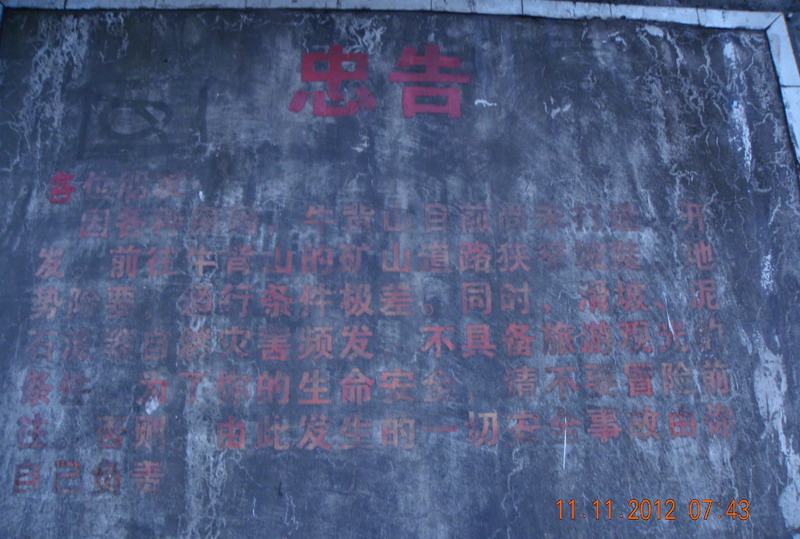 忠告
各位游友
因各种原因，牛背山目前尚未打造、开
发。前往牛背山的矿山道路狭窄陡，地
势险要，通行条件极差。同时，滑坡、泥
石流等自然灾害频发，不具备旅游观光的
条件。为了你的生命安全，请不要冒险前
往。否则，由此发生的一切安全事故由你
自己负责
11.11.2012 07:43